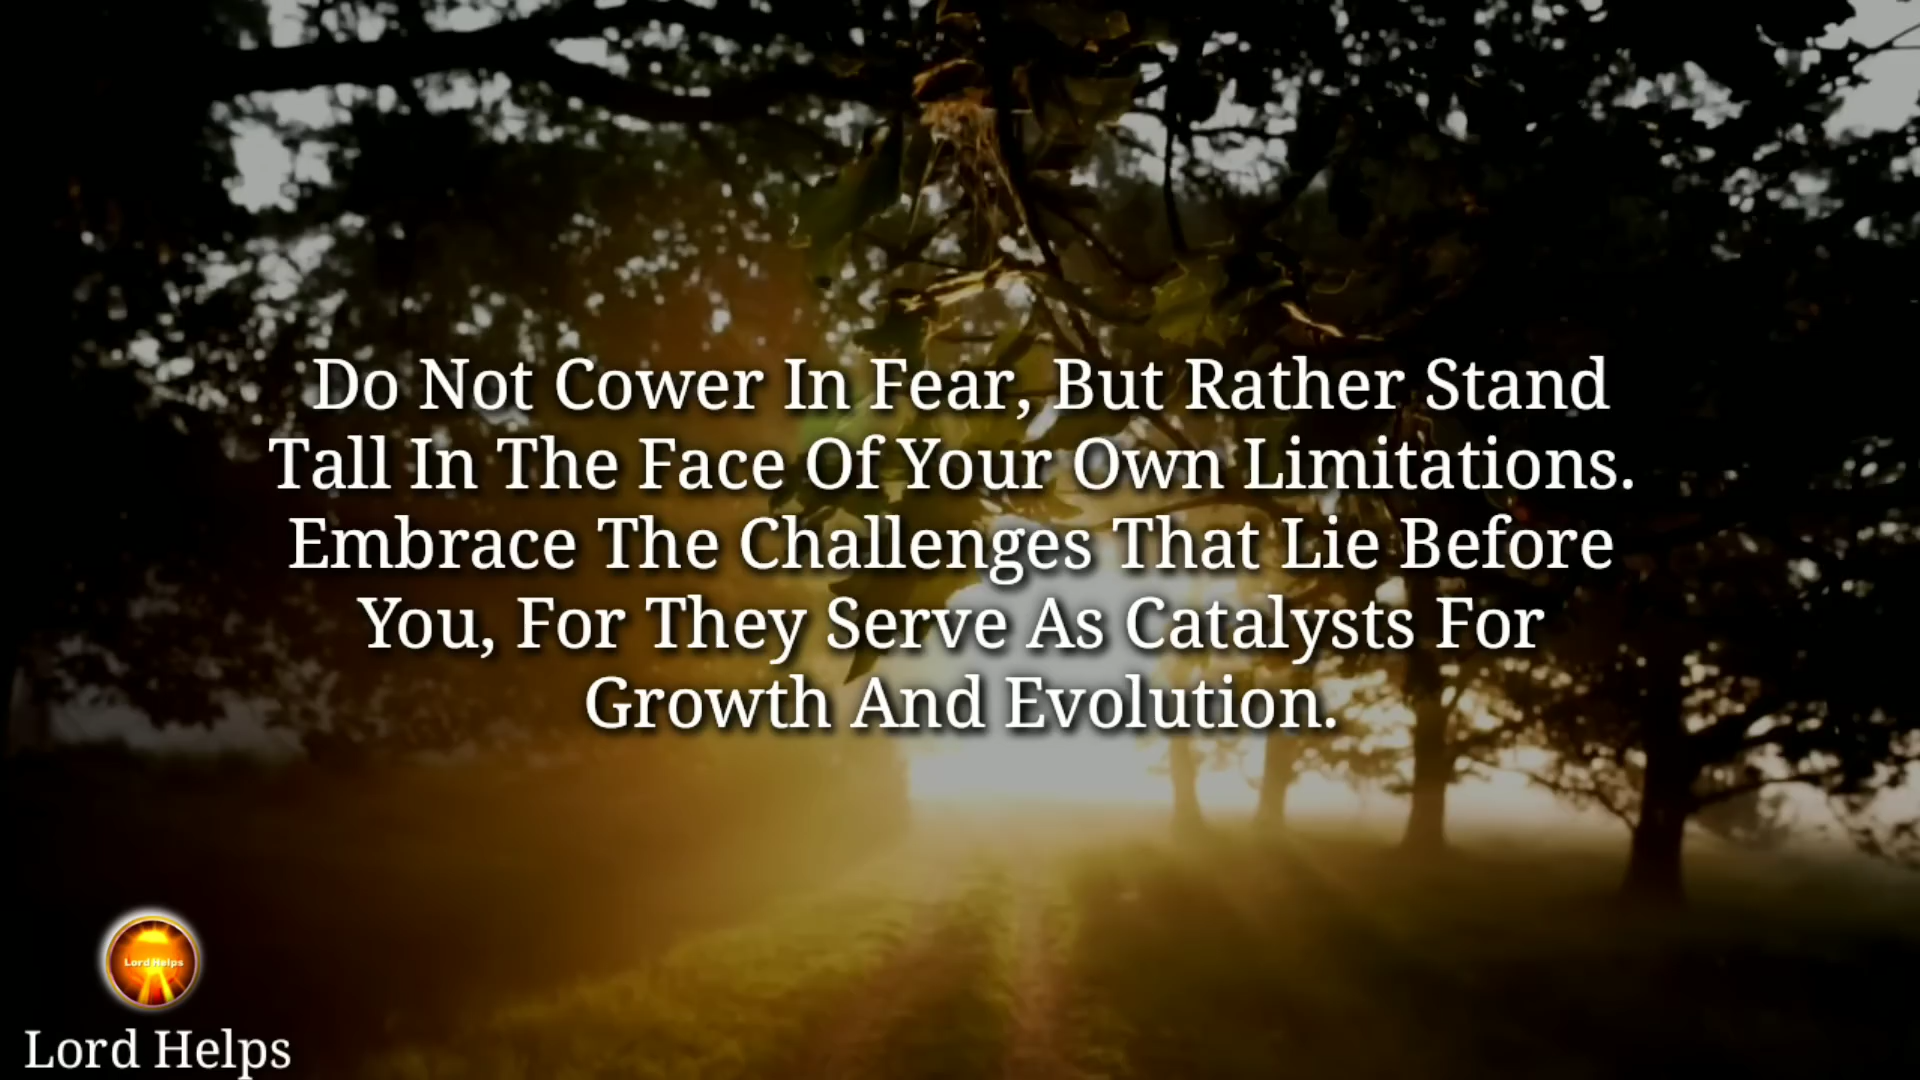 Do Not Cower In Fear, But Rather Stand
Tall In The Face Of Your Own Limitations.
Embrace The Challenges That Lie Before
You, For They Serve As Catalysts For
Growth And Evolution.
Lord Helps
Lord Helps